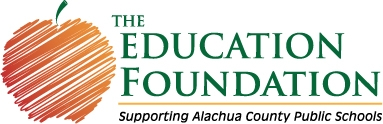 THE
EDUCATION
FOUNDATION
Supporting Alachua County Public Schools